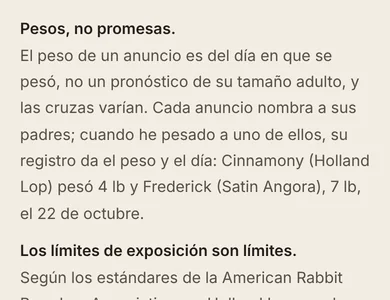 Pesos, no promesas.
El peso de un anuncio es del día en que se
pesó, no un pronóstico de su tamaño adulto, y
las cruzas varían. Cada anuncio nombra a sus
padres; cuando he pesado a uno de ellos, su
registro da el peso y el día: Cinnamony (Holland
Lop) pesó 4 lb y Frederick (Satin Angora), 7 lb,
el 22 de octubre.
Los límites de exposición son límites.
Según los estándares de la American Rabbit